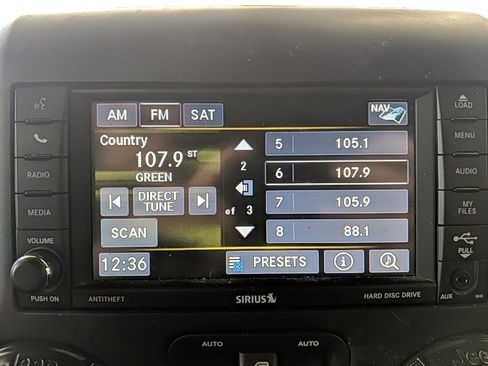 AM FM SAT NAV
Country
107.9 ST
GREEN
DIRECT
TUNE
SCAN
12:36
2
of 3
5 105.1
6 107.9
7 105.9
8 88.1
PRESETS
i
RADIO
MEDIA
VOLUME
PUSH ON
LOAD
MENU
AUDIO
MY
FILES
PULL
AUX
ANTITHEFT
SIRIUS
HARD DISC DRIVE
AUTO AUTO
Jeep Jeep